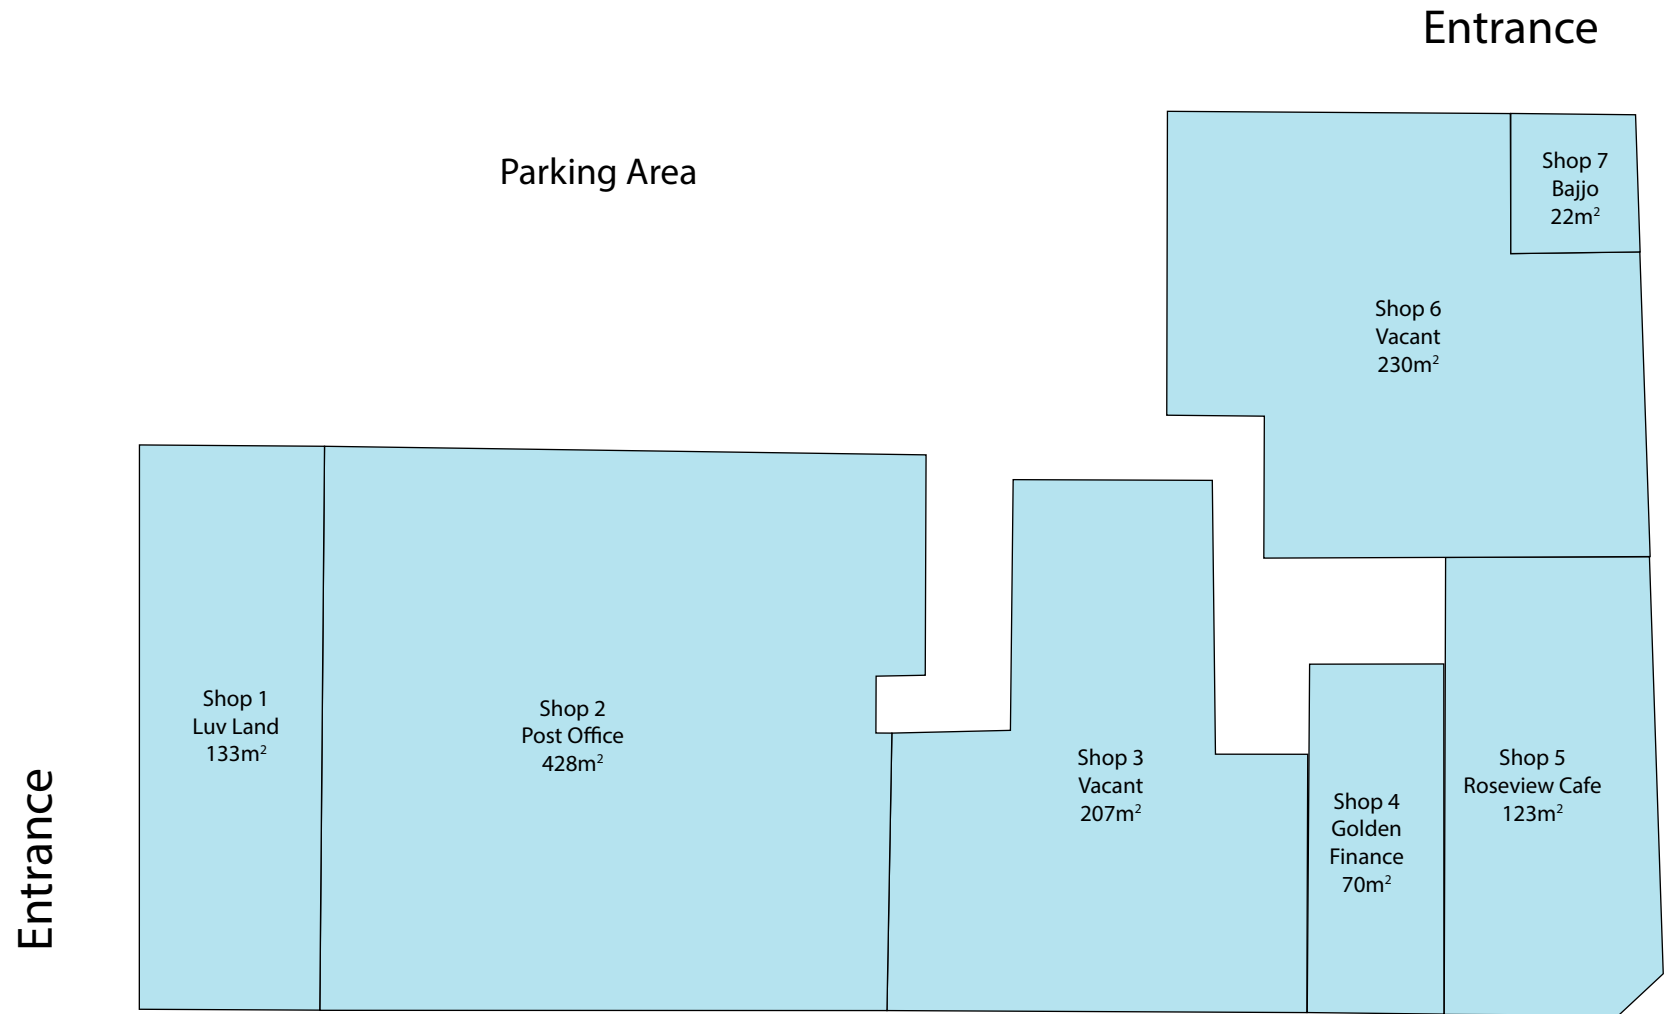 Entrance
Parking Area
Shop 7
Bajjo
22m²
Shop 6
Vacant
230m²
Shop 1
Luv Land
133m²
Shop 2
Post Office
428m²
Shop 3
Vacant
207m²
Shop 4
Golden
Finance
70m²
Shop 5
Roseview Cafe
123m²
Entrance